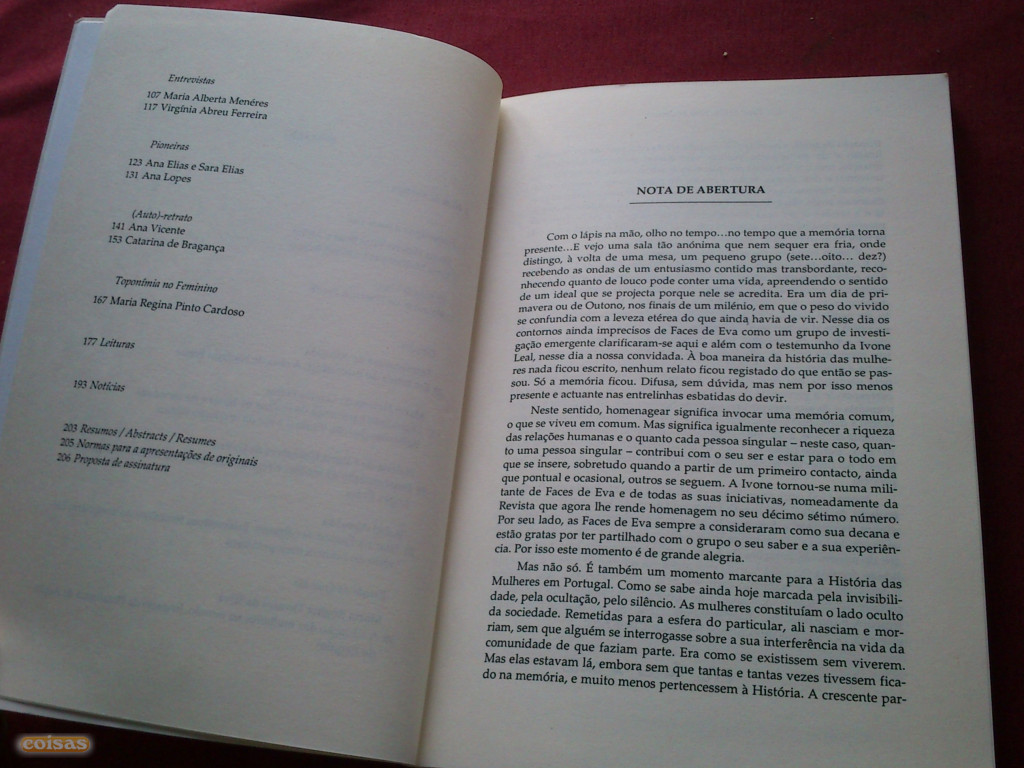 Entrevistas
107 Maria Alberta Menéres
117 Virgínia Abreu Ferreira
Pioneiras
123 Ana Elias e Sara Elias
131 Ana Lopes
(Auto)-retrato
141 Ana Vicente
153 Catarina de Bragança
Toponímia no Feminino
167 Maria Regina Pinto Cardoso
177 Leituras
193 Notícias
203 Resumos / Abstracts / Resumes
205 Normas para a apresentações de originais
206 Proposta de assinatura
NOTA DE ABERTURA
Com o lápis na mão, olho no tempo...no tempo que a memória torna
presente...E vejo uma sala tão anónima que nem sequer era fria, onde
distingo, à volta de uma mesa, um pequeno grupo (sete...oito... dez?)
recebendo as ondas de um entusiasmo contido mas transbordante, reco-
nhecendo quanto de louco pode conter uma vida, apreendendo o sentido
de um ideal que se projecta porque nele se acredita. Era um dia de pri-
mavera ou de Outono, nos finais de um milénio, em que o peso do vivido
se confundia com a leveza etérea do que ainda havia de vir. Nesse dia os
contornos ainda imprecisos de Faces de Eva como um grupo de investi-
gação emergente clarificaram-se aqui e além com o testemunho da Ivone
Leal, nesse dia a nossa convidada. À boa maneira da história das mulhe-
res nada ficou escrito, nenhum relato ficou registado do que então se pas-
sou. Só a memória ficou. Difusa, sem dúvida, mas nem por isso menos
presente e actuante nas entrelinhas esbatidas do devir.
Neste sentido, homenagear significa invocar uma memória comum,
o que se viveu em comum. Mas significa igualmente reconhecer a riqueza
das relações humanas e o quanto cada pessoa singular – neste caso, quan-
to uma pessoa singular – contribui com o seu ser e estar para o todo em
que se insere, sobretudo quando a partir de um primeiro contacto, ainda
que pontual e ocasional, outros se seguem. A Ivone tornou-se numa mili-
tante de Faces de Eva e de todas as suas iniciativas, nomeadamente da
Revista que agora lhe rende homenagem no seu décimo sétimo número.
Por seu lado, as Faces de Eva sempre a consideraram como sua decana e
estão gratas por ter partilhado com o grupo o seu saber e a sua experiên-
cia. Por isso este momento é de grande alegria.
Mas não só. É também um momento marcante para a História das
Mulheres em Portugal. Como se sabe ainda hoje marcada pela invisibili-
dade, pela ocultação, pelo silêncio. As mulheres constituíam o lado oculto
da sociedade. Remetidas para a esfera do particular, ali nasciam e mor-
riam, sem que alguém se interrogasse sobre a sua interferência na vida da
comunidade de que faziam parte. Era como se existissem sem viverem.
Mas elas estavam lá, embora sem que tantas e tantas vezes tivessem fica-
do na memória, e muito menos pertencessem à História. A crescente par-
coisas